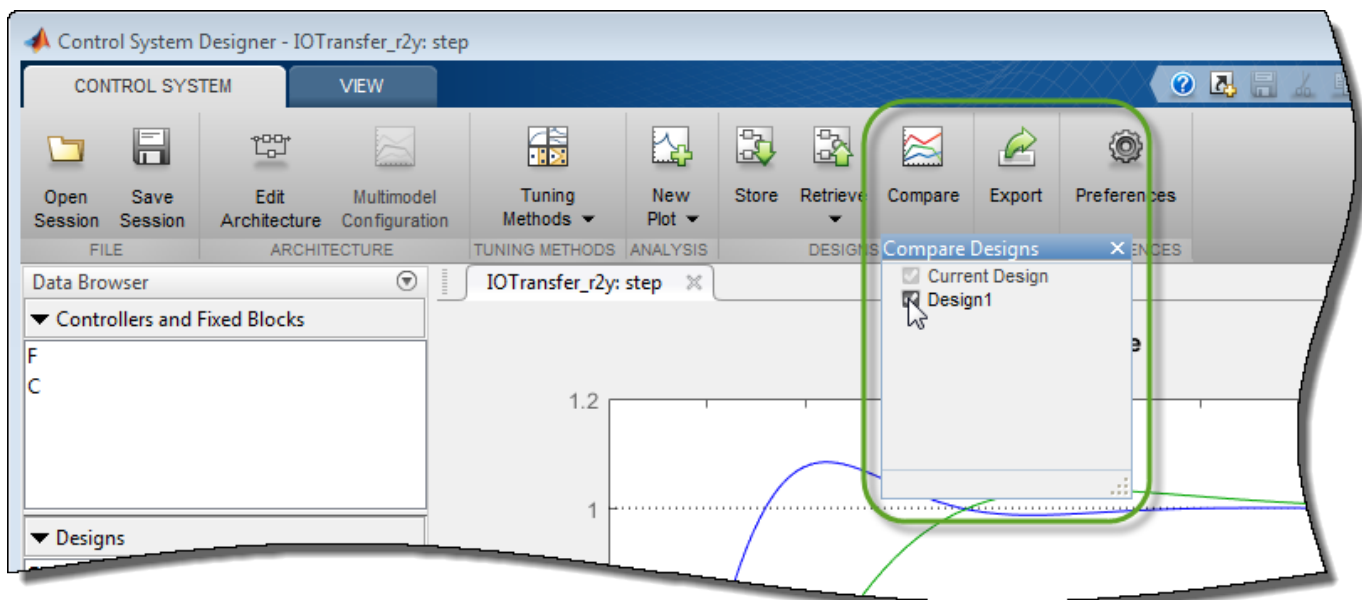 Control System Designer - IOTransfer_r2y: step
CONTROL SYSTEM VIEW
Open Save Edit Multimodel Tuning New Store Retrieve Compare Export Preferences
Session Session Architecture Configuration Methods Plot
FILE ARCHITECTURE TUNING METHODS ANALYSIS DESIGNS ENCES
Compare Designs
Current Design
Design1
Data Browser IOTransfer_r2y: step
Controllers and Fixed Blocks
F
C
e
1.2
1
Designs